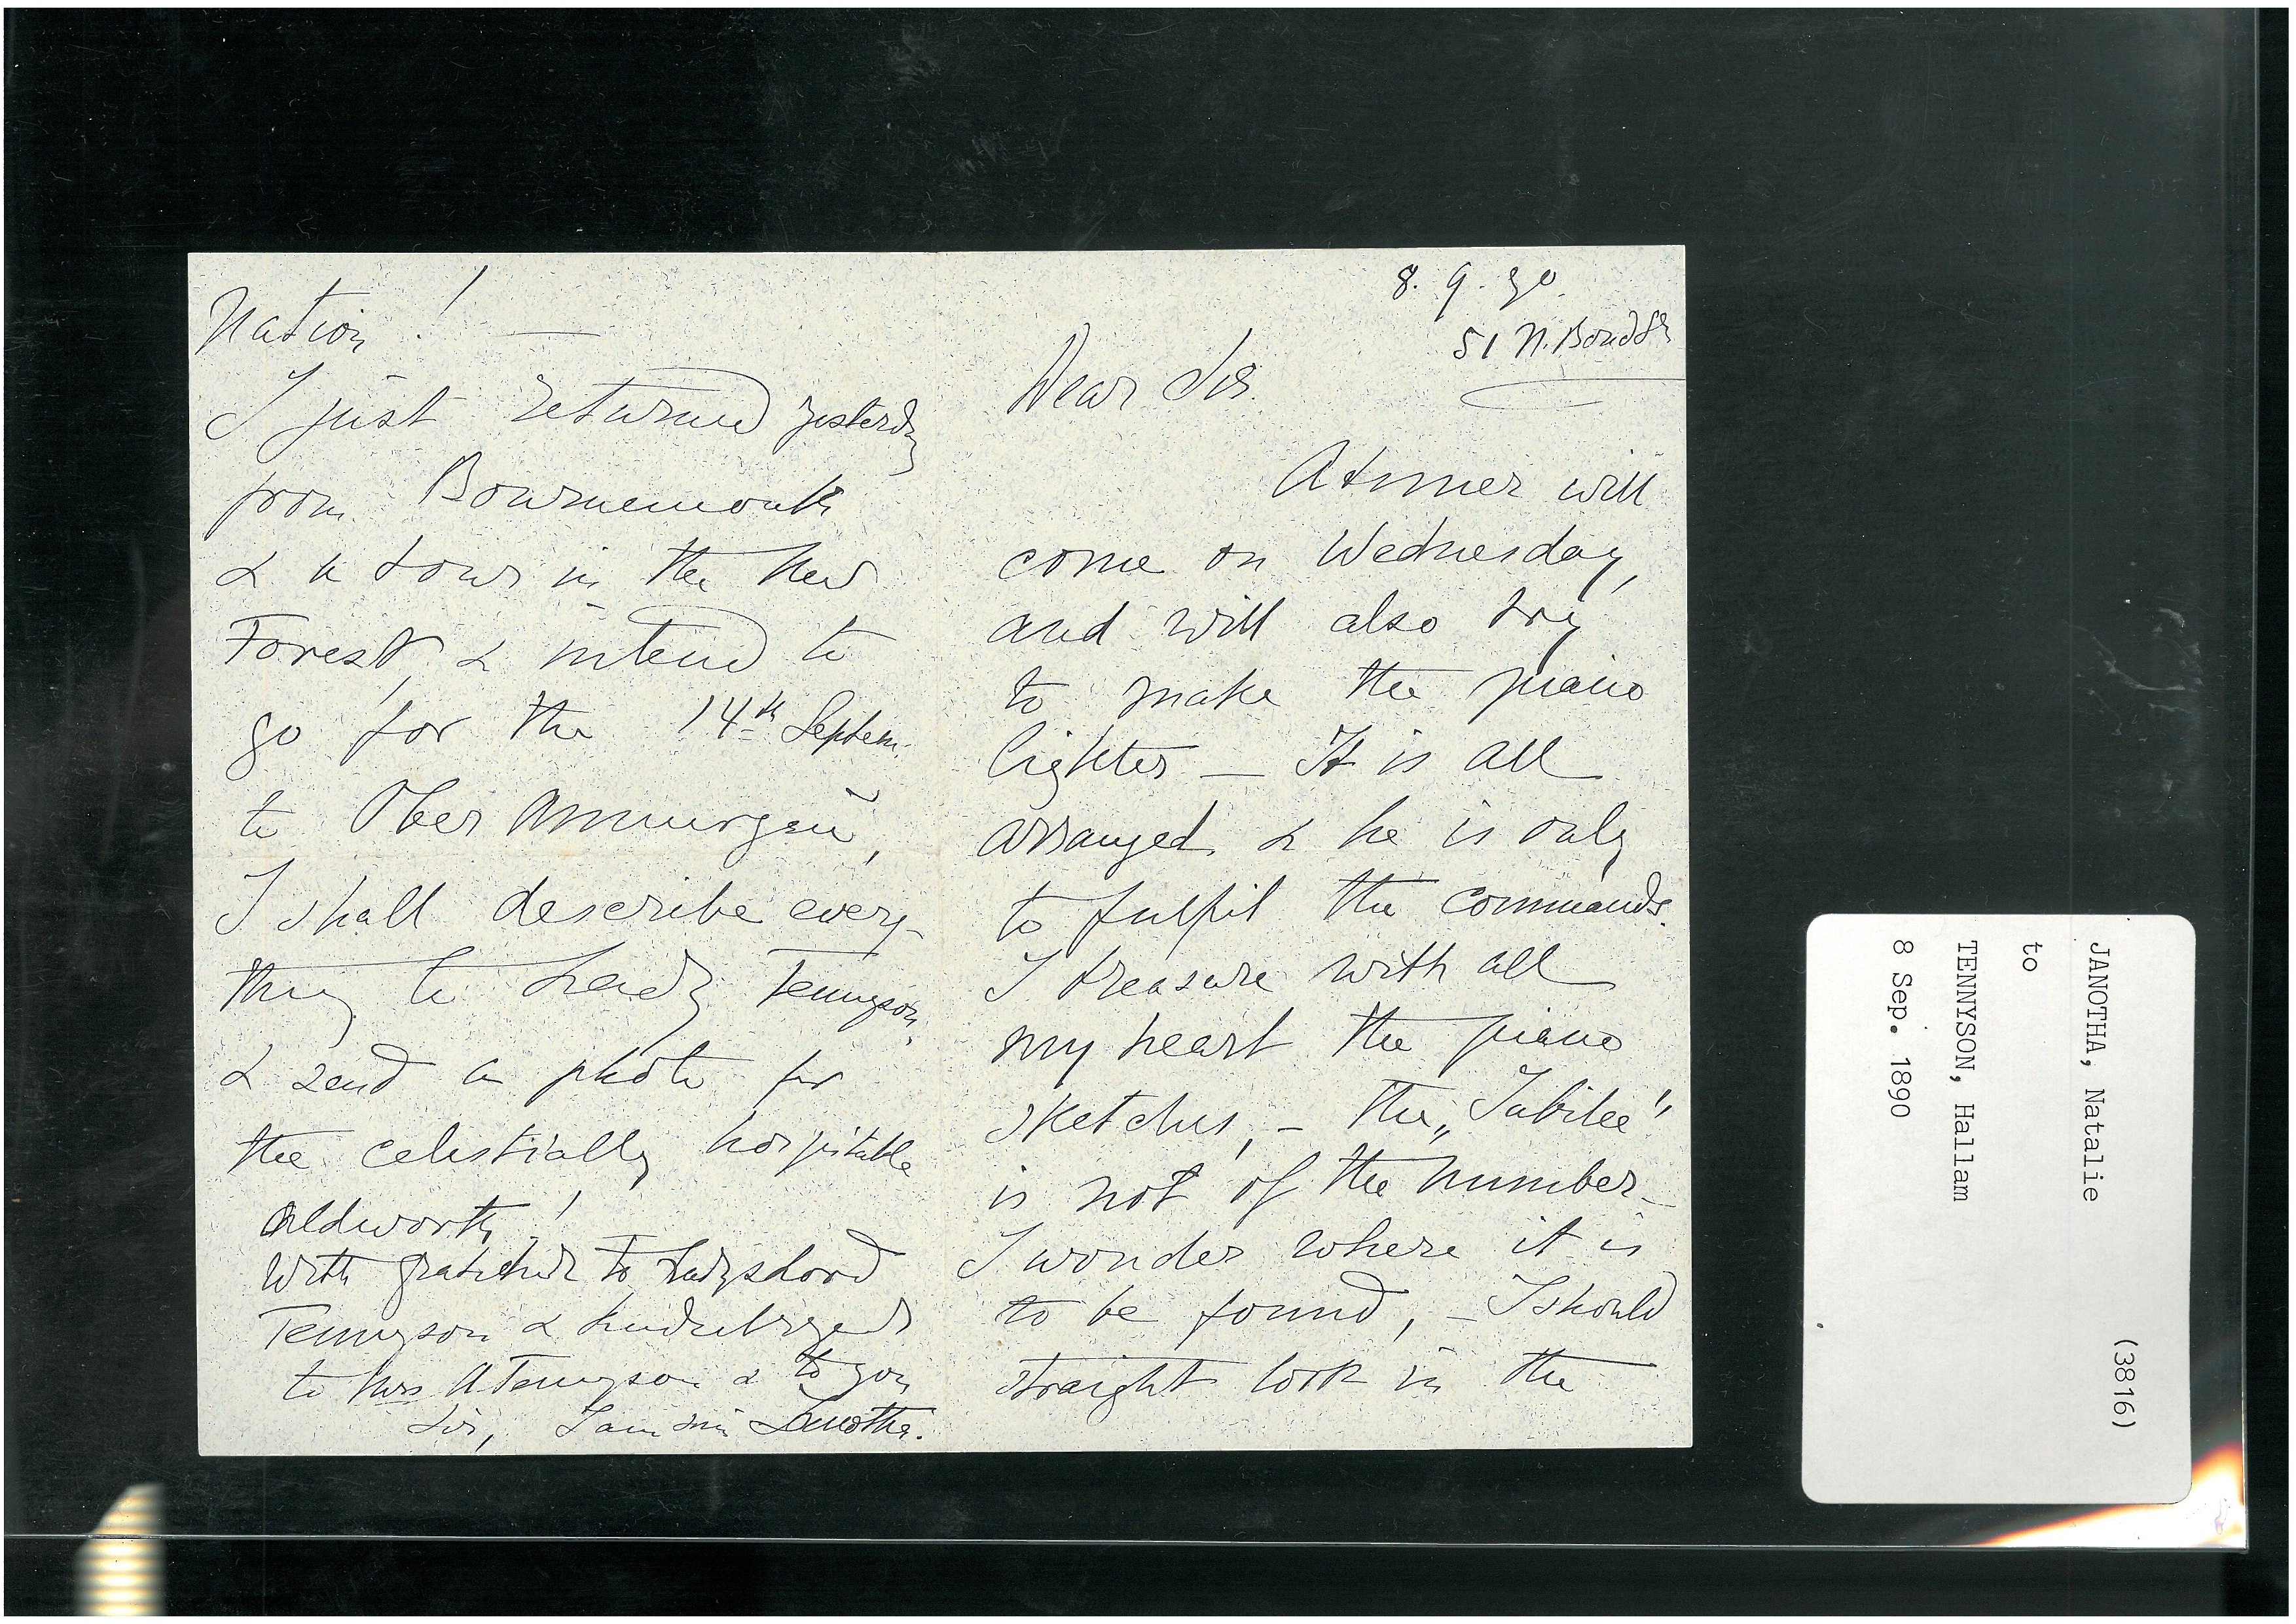 8. 9. 90.
51 N. Bond St
Dear Sir.
A tuner will
come on Wednesday,
and will also try
to make the piano
lighter — It is all
arranged & he is only
to fulfil the commands.
I treasure with all
my heart the piano
sketches, – the „Jubilee"
is not of the number –
I wonder where it is
to be found, – I should
straight look in the
Nation! —
I just returned yesterday
from Bournemouth
& a tour in the New
Forest, & intend to
go for the 14th Septem.
to Ober Ammergau,
I shall describe every-
thing to Lady Tennyson,
& send a photo for
the celestially hospitable
Aldworth!
With gratitude to Lady & Lord
Tennyson & kindest regards
to Mrs A Tennyson & to you
Sir, I am Janotha.
JANOTHA, Natalie (3816)
to
TENNYSON, Hallam
8 Sep. 1890